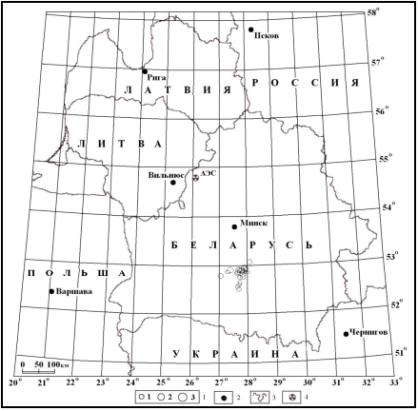 58°
Псков
57°
Рига
ЛАТВИЯ
РОССИЯ
56°
ЛИТВА
55°
Вильнюс
АЭС
54°
Минск
БЕЛАРУСЬ
53°
ПОЛЬША
Варшава
52°
Чернигов
51°
УКРАИНА
0 50 100км
20° 21° 22° 23° 24° 25° 26° 27° 28° 29° 30° 31° 32° 33°
1 2 3 1 2 3 4